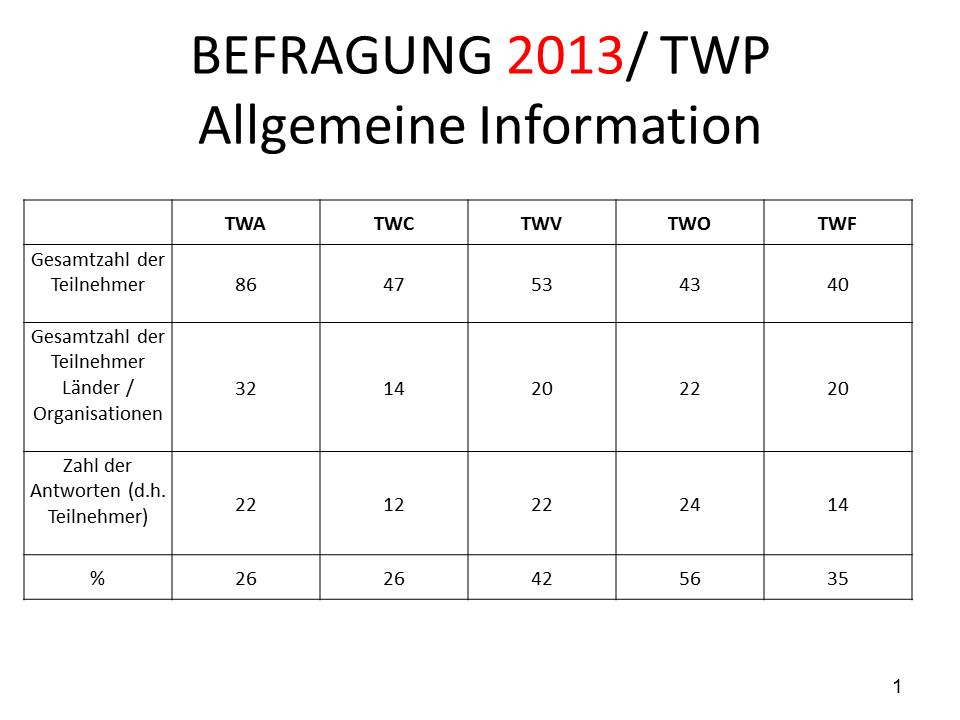 BEFRAGUNG 2013/ TWP
Allgemeine Information
TWA TWC TWV TWO TWF
Gesamtzahl der
Teilnehmer
86 47 53 43 40
Gesamtzahl der
Teilnehmer
Länder /
Organisationen
32 14 20 22 20
Zahl der
Antworten (d.h.
Teilnehmer)
22 12 22 24 14
% 26 26 42 56 35
1